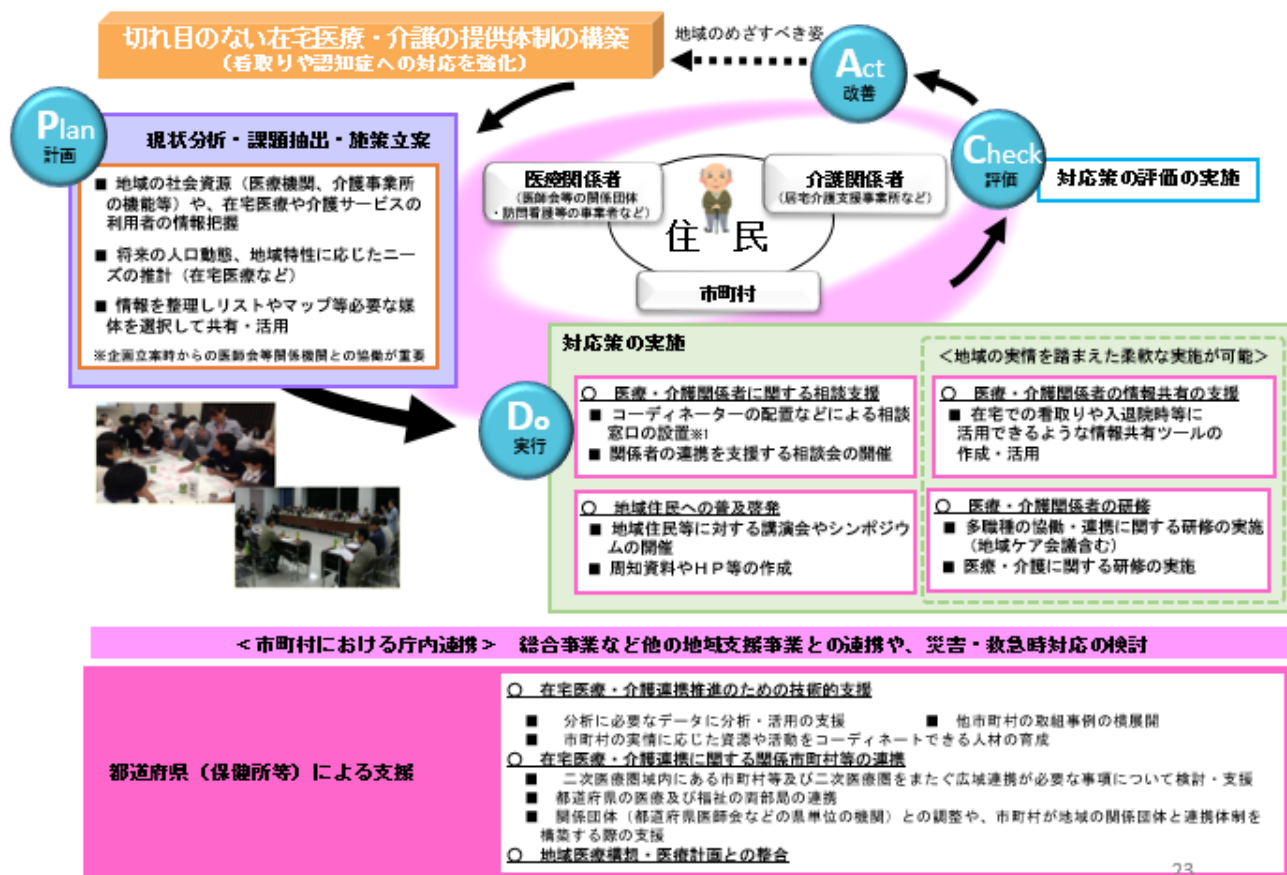 切れ目のない在宅医療・介護の提供体制の構築
(看取りや認知症への対応を強化)
地域のめざすべき姿
Act
改善
Plan
計画
現状分析・課題抽出・施策立案
■ 地域の社会資源(医療機関、介護事業所
の機能等)や、在宅医療や介護サービスの
利用者の情報把握
■ 将来の人口動態、地域特性に応じたニー
ズの推計(在宅医療など)
■ 情報を整理しリストやマップ等必要な媒
体を選択して共有・活用
※企画立案時からの医師会等関係機関との協働が重要
Check
評価
対応策の評価の実施
医療関係者
(医師会等の関係団体
・訪問看護等の事業者など)
介護関係者
(居宅介護支援事業所など)
住民
市町村
Do
実行
対応策の実施
<地域の実情を踏まえた柔軟な実施が可能>
○ 医療・介護関係者に関する相談支援
■ コーディネーターの配置などによる相談
窓口の設置※1
■ 関係者の連携を支援する相談会の開催
○ 医療・介護関係者の情報共有の支援
■ 在宅での看取りや入退院時等に
活用できるような情報共有ツールの
作成・活用
○ 地域住民への普及啓発
■ 地域住民等に対する講演会やシンポジウ
ムの開催
■ 周知資料やHP等の作成
○ 医療・介護関係者の研修
■ 多職種の協働・連携に関する研修の実施
(地域ケア会議含む)
■ 医療・介護に関する研修の実施
<市町村における庁内連携> 総合事業など他の地域支援事業との連携や、災害・救急時対応の検討
都道府県(保健所等)による支援
○ 在宅医療・介護連携推進のための技術的支援
■ 分析に必要なデータに分析・活用の支援 ■ 他市町村の取組事例の横展開
■ 市町村の実情に応じた資源や活動をコーディネートできる人材の育成
○ 在宅医療・介護連携に関する関係市町村等の連携
■ 二次医療圏域内にある市町村等及び二次医療圏をまたぐ広域連携が必要な事項について検討・支援
■ 都道府県の医療及び福祉の両部局の連携
■ 関係団体(都道府県医師会などの県単位の機関)との調整や、市町村が地域の関係団体と連携体制を
構築する際の支援
○ 地域医療構想・医療計画との整合
23